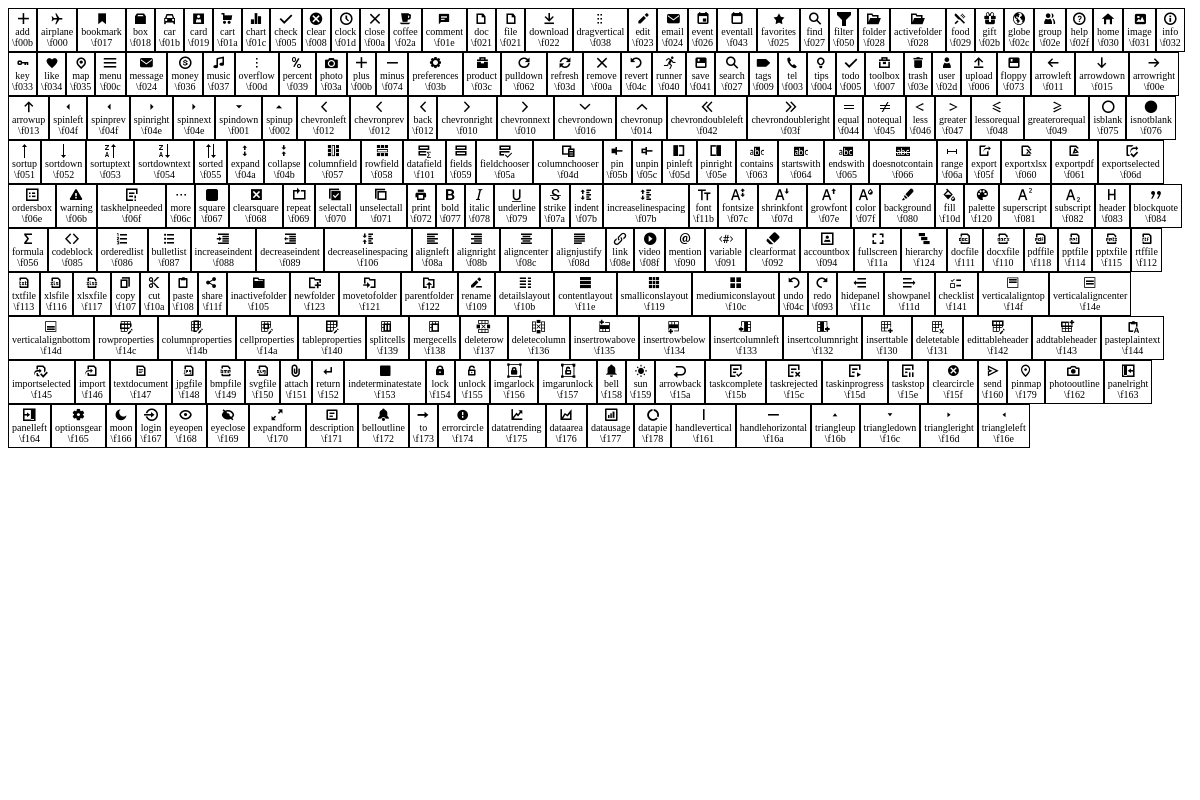 add airplane bookmark box car card cart chart check clear clock close coffee comment doc file download dragvertical edit email event eventall favorites find filter folder activefolder food gift globe group help home image info
\f00b \f000 \f017 \f018 \f01b \f019 \f01a \f01c \f005 \f008 \f01d \f00a \f02a \f01e \f021 \f021 \f022 \f038 \f023 \f024 \f026 \f043 \f025 \f027 \f050 \f028 \f028 \f029 \f02b \f02c \f02e \f02f \f030 \f031 \f032
key like map menu message money music overflow percent photo plus minus preferences product pulldown refresh remove revert runner save search tags tel tips todo toolbox trash user upload floppy arrowleft arrowdown arrowright
\f033 \f034 \f035 \f00c \f024 \f036 \f037 \f00d \f039 \f03a \f00b \f074 \f03b \f03c \f062 \f03d \f00a \f04c \f040 \f041 \f027 \f009 \f003 \f004 \f005 \f007 \f03e \f02d \f006 \f073 \f011 \f015 \f00e
arrowup spinleft spinprev spinright spinnext spindown spinup chevronleft chevronprev back chevronright chevronnext chevrondown chevronup chevrondoubleleft chevrondoubleright equal notequal less greater lessorequal greaterorequal isblank isnotblank
\f013 \f04f \f04f \f04e \f04e \f001 \f002 \f012 \f012 \f012 \f010 \f010 \f016 \f014 \f042 \f03f \f044 \f045 \f046 \f047 \f048 \f049 \f075 \f076
sortup sortdown sortuptext sortdowntext sorted expand collapse columnfield rowfield datafield fields fieldchooser columnchooser pin unpin pinleft pinright contains startswith endswith doesnotcontain range export exportxlsx exportpdf exportselected
\f051 \f052 \f053 \f054 \f055 \f04a \f04b \f057 \f058 \f101 \f059 \f05a \f04d \f05b \f05c \f05d \f05e \f063 \f064 \f065 \f066 \f06a \f05f \f060 \f061 \f06d
ordersbox warning taskhelpneeded more square clearsquare repeat selectall unselectall print bold italic underline strike indent increaselinespacing font fontsize shrinkfont growfont color background fill palette superscript subscript header blockquote
\f06e \f06b \f06f \f06c \f067 \f068 \f069 \f070 \f071 \f072 \f077 \f078 \f079 \f07a \f07b \f07b \f11b \f07c \f07d \f07e \f07f \f080 \f10d \f120 \f081 \f082 \f083 \f084
formula codeblock orderedlist bulletlist increaseindent decreaseindent decreaselinespacing alignleft alignright aligncenter alignjustify link video mention variable clearformat accountbox fullscreen hierarchy docfile docxfile pdffile pptfile pptxfile rtffile
\f056 \f085 \f086 \f087 \f088 \f089 \f106 \f08a \f08b \f08c \f08d \f08e \f08f \f090 \f091 \f092 \f094 \f11a \f124 \f111 \f110 \f118 \f114 \f115 \f112
txtfile xlsfile xlsxfile copy cut paste share inactivefolder newfolder movetofolder parentfolder rename detailslayout contentlayout smalliconslayout mediumiconslayout undo redo hidepanel showpanel checklist verticalaligntop verticalaligncenter
\f113 \f116 \f117 \f107 \f10a \f108 \f11f \f105 \f123 \f121 \f122 \f109 \f10b \f11e \f119 \f10c \f04c \f093 \f11c \f11d \f141 \f14f \f14e
verticalalignbottom rowproperties columnproperties cellproperties tableproperties splitcells mergecells deleterow deletecolumn insertrowabove insertrowbelow insertcolumnleft insertcolumnright inserttable deletetable edittableheader addtableheader pasteplaintext
\f14d \f14c \f14b \f14a \f140 \f139 \f138 \f137 \f136 \f135 \f134 \f133 \f132 \f130 \f131 \f142 \f143 \f144
importselected import textdocument jpgfile bmpfile svgfile attach return indeterminatestate lock unlock imgarlock imgarunlock bell sun arrowback taskcomplete taskrejected taskinprogress taskstop clearcircle send pinmap photooutline panelright
\f145 \f146 \f147 \f148 \f149 \f150 \f151 \f152 \f153 \f154 \f155 \f156 \f157 \f158 \f159 \f15a \f15b \f15c \f15d \f15e \f15f \f160 \f179 \f162 \f163
panelleft optionsgear moon login eyeopen eyeclose expandform description belloutline to errorcircle datatrending dataarea datausage datapie handlevertical handlehorizontal triangleup triangledown triangleright triangleleft
\f164 \f165 \f166 \f167 \f168 \f169 \f170 \f171 \f172 \f173 \f174 \f175 \f176 \f177 \f178 \f161 \f16a \f16b \f16c \f16d \f16e